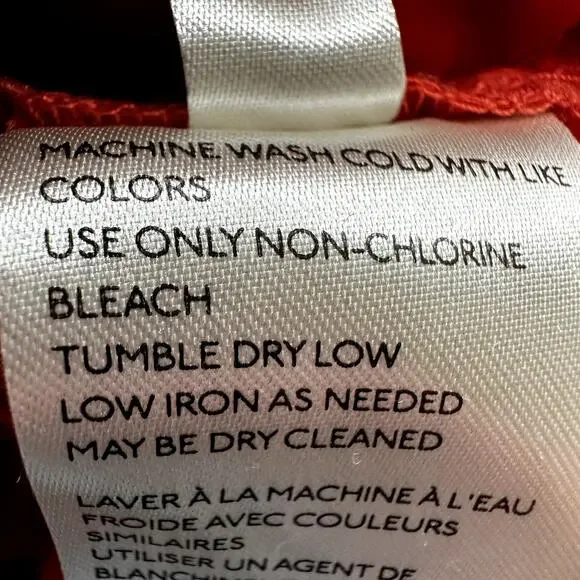 MACHINE WASH COLD WITH LIKE
COLORS
USE ONLY NON-CHLORINE
BLEACH
TUMBLE DRY LOW
LOW IRON AS NEEDED
MAY BE DRY CLEANED
LAVER À LA MACHINE À L'EAU
FROIDE AVEC COULEURS
SIMILAIRES
UTILISER UN AGENT DE